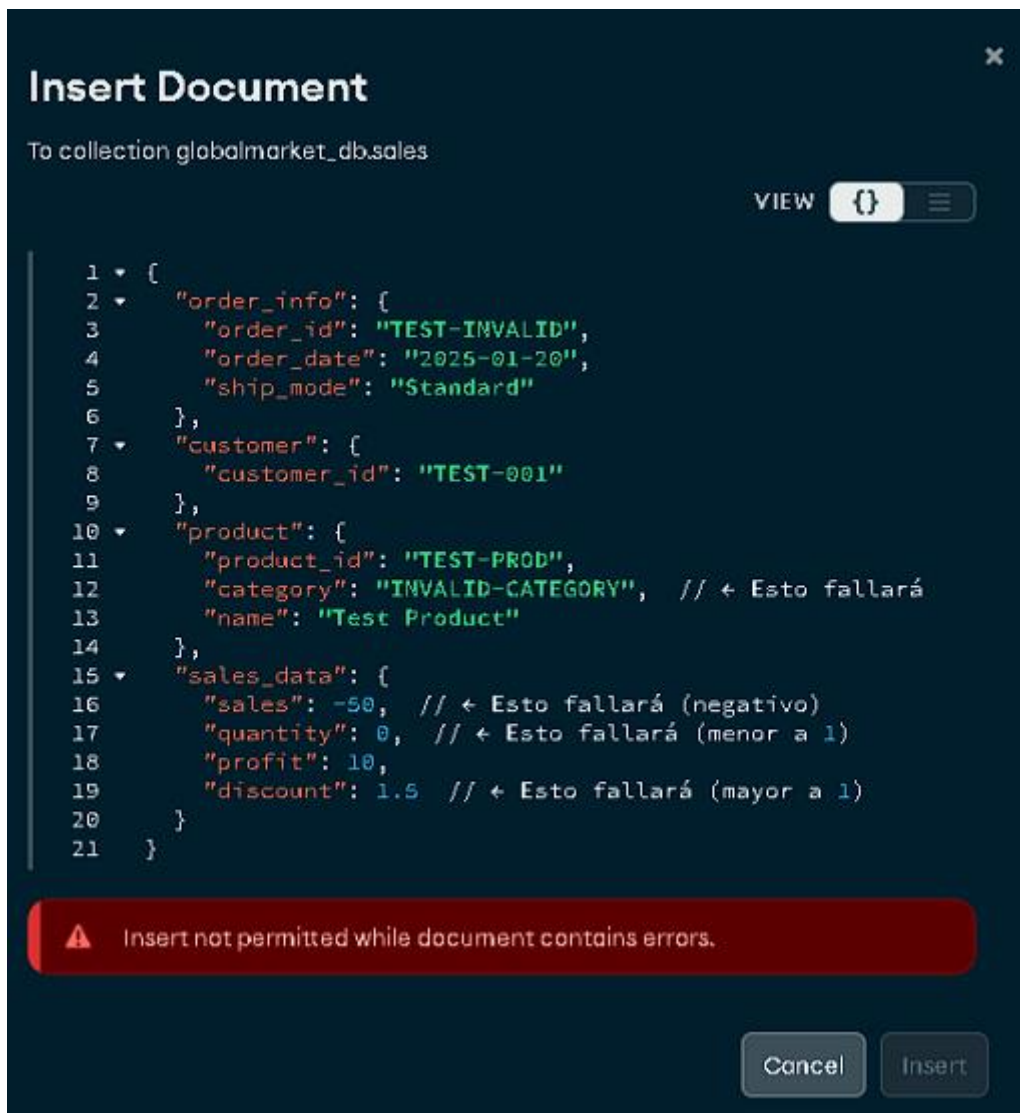 Insert Document
To collection globalmarket_db.sales
VIEW {}
1 {
2 "order_info": {
3 "order_id": "TEST-INVALID",
4 "order_date": "2025-01-20",
5 "ship_mode": "Standard"
6 },
7 "customer": {
8 "customer_id": "TEST-001"
9 },
10 "product": {
11 "product_id": "TEST-PROD",
12 "category": "INVALID-CATEGORY", // ← Esto fallará
13 "name": "Test Product"
14 },
15 "sales_data": {
16 "sales": -50, // ← Esto fallará (negativo)
17 "quantity": 0, // ← Esto fallará (menor a 1)
18 "profit": 10,
19 "discount": 1.5 // ← Esto fallará (mayor a 1)
20 }
21 }
Insert not permitted while document contains errors.
Cancel Insert